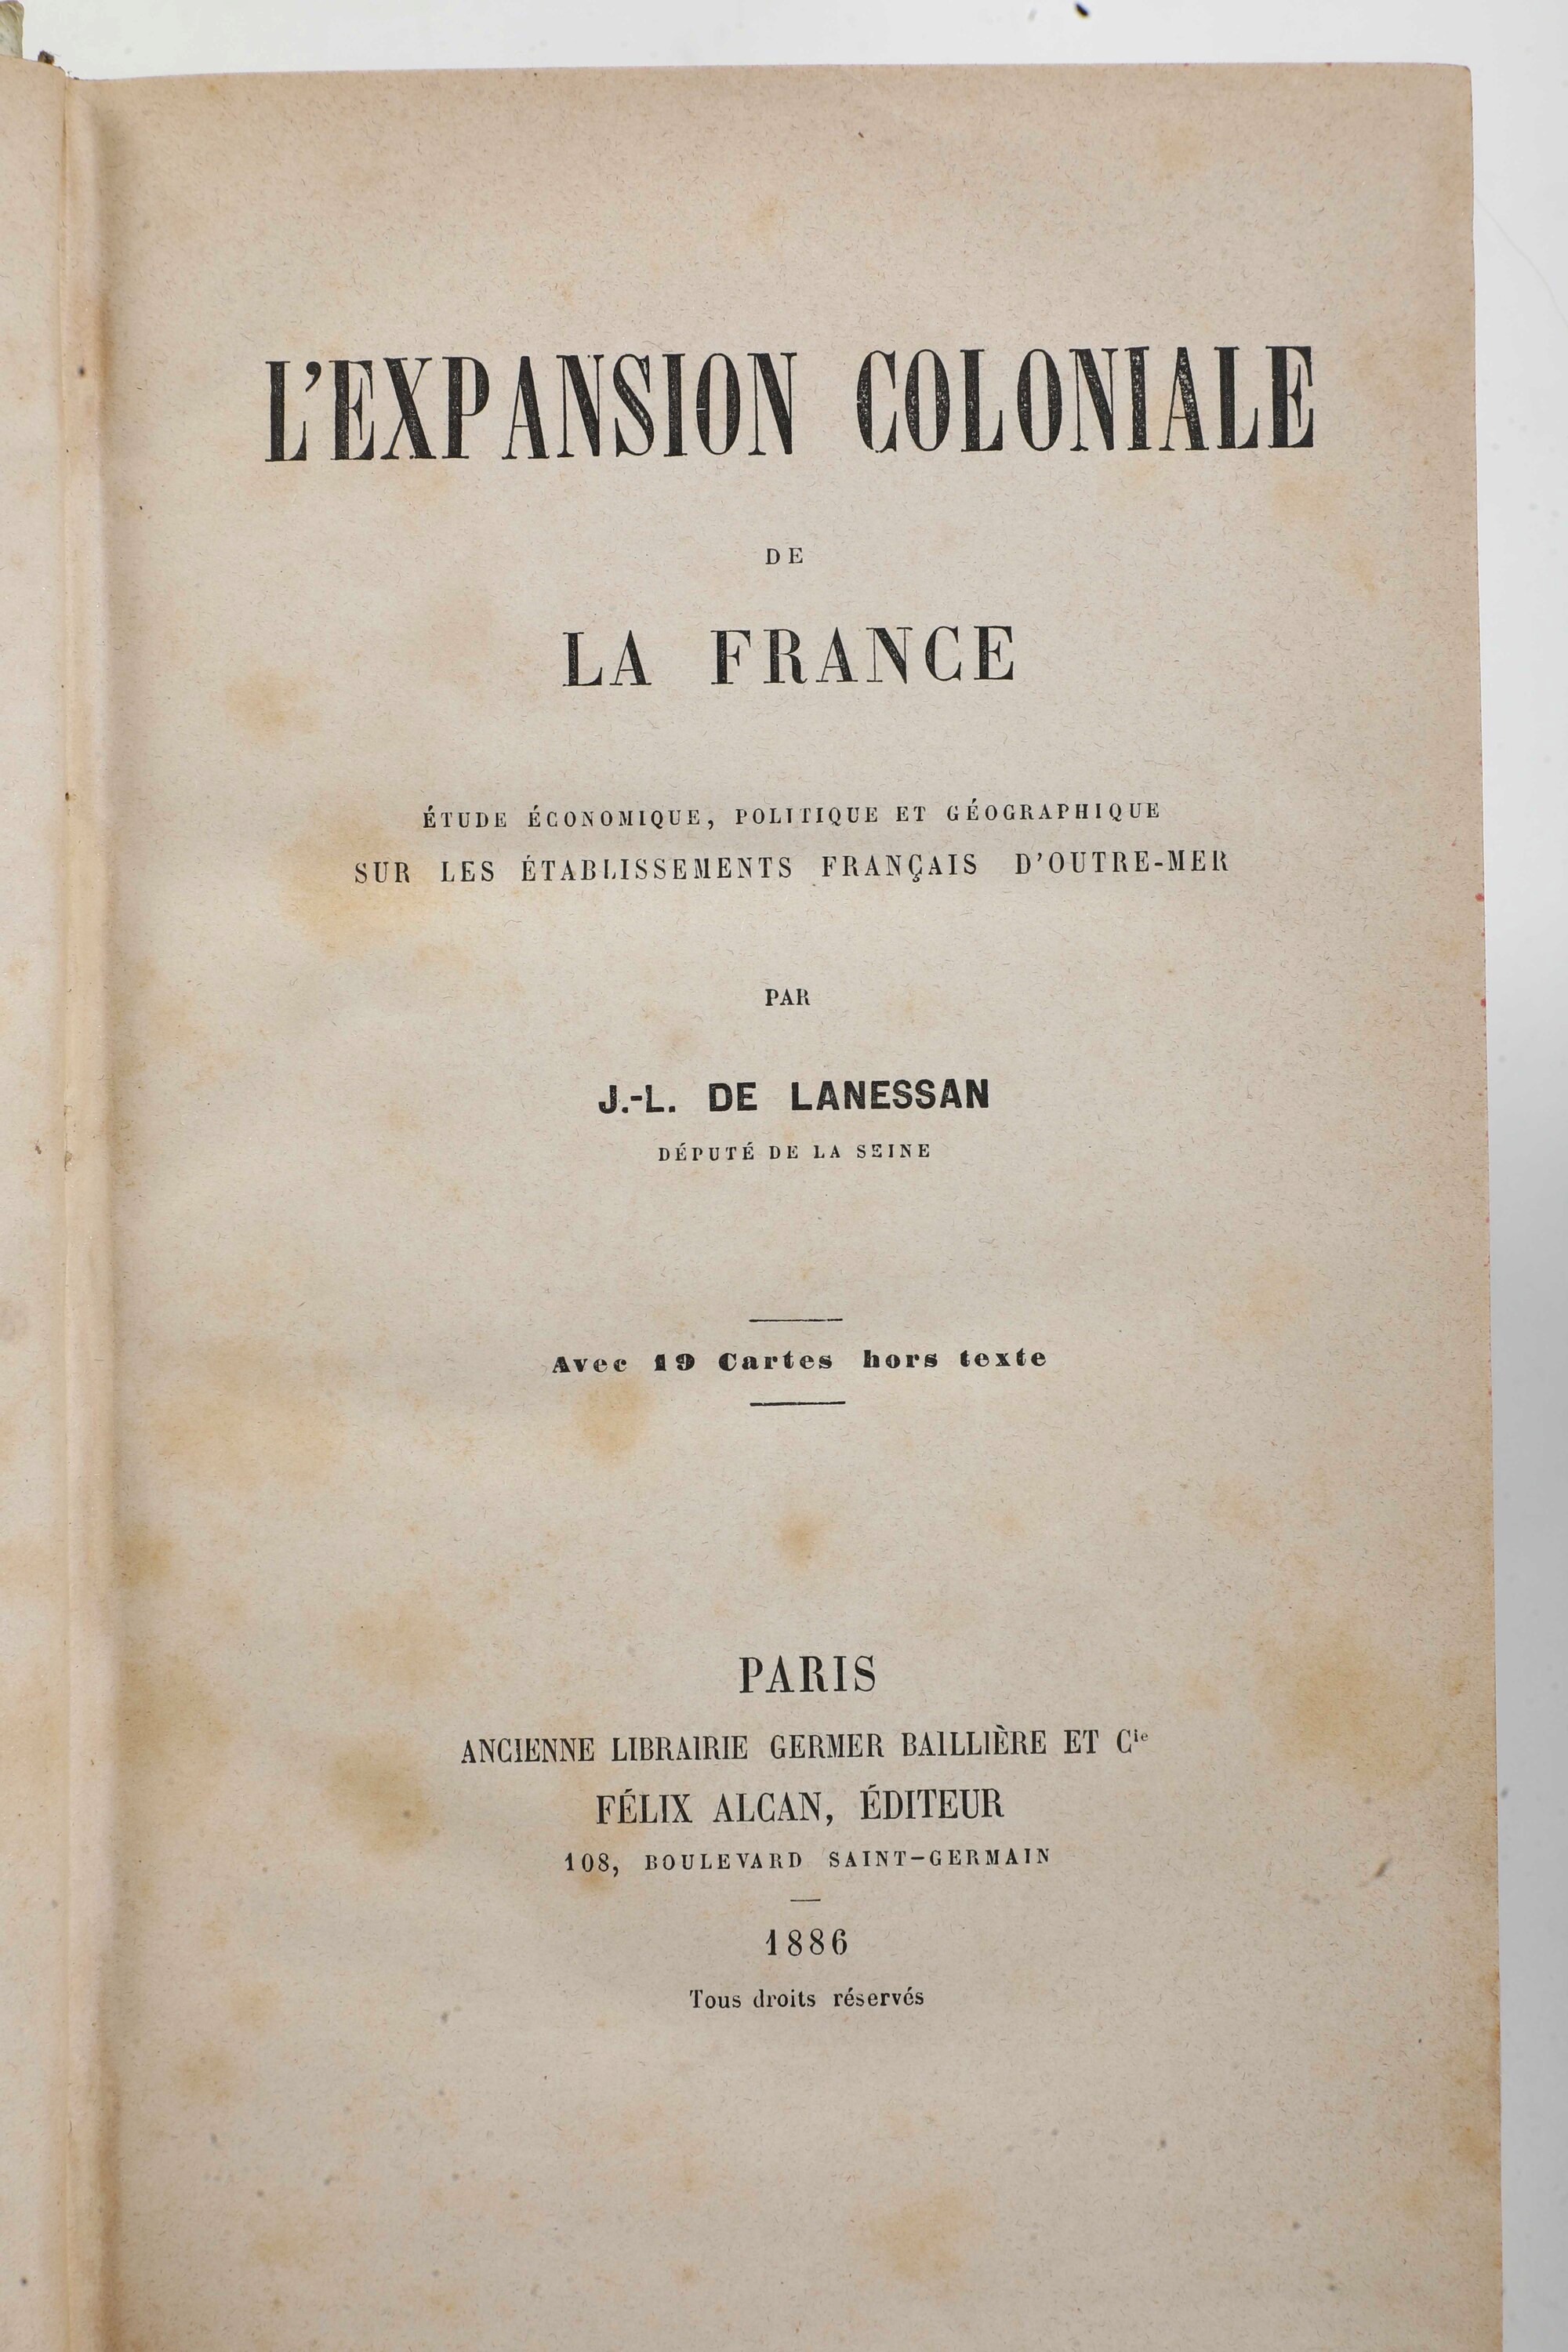 L'EXPANSION COLONIALE
DE
LA FRANCE
ÉTUDE ÉCONOMIQUE, POLITIQUE ET GÉOGRAPHIQUE
SUR LES ÉTABLISSEMENTS FRANÇAIS D'OUTRE-MER
PAR
J.-L. DE LANESSAN
DÉPUTÉ DE LA SEINE
Avec 19 Cartes hors texte
PARIS
ANCIENNE LIBRAIRIE GERMER BAILLIÈRE ET Cie
FÉLIX ALCAN, ÉDITEUR
108, BOULEVARD SAINT-GERMAIN
1886
Tous droits réservés